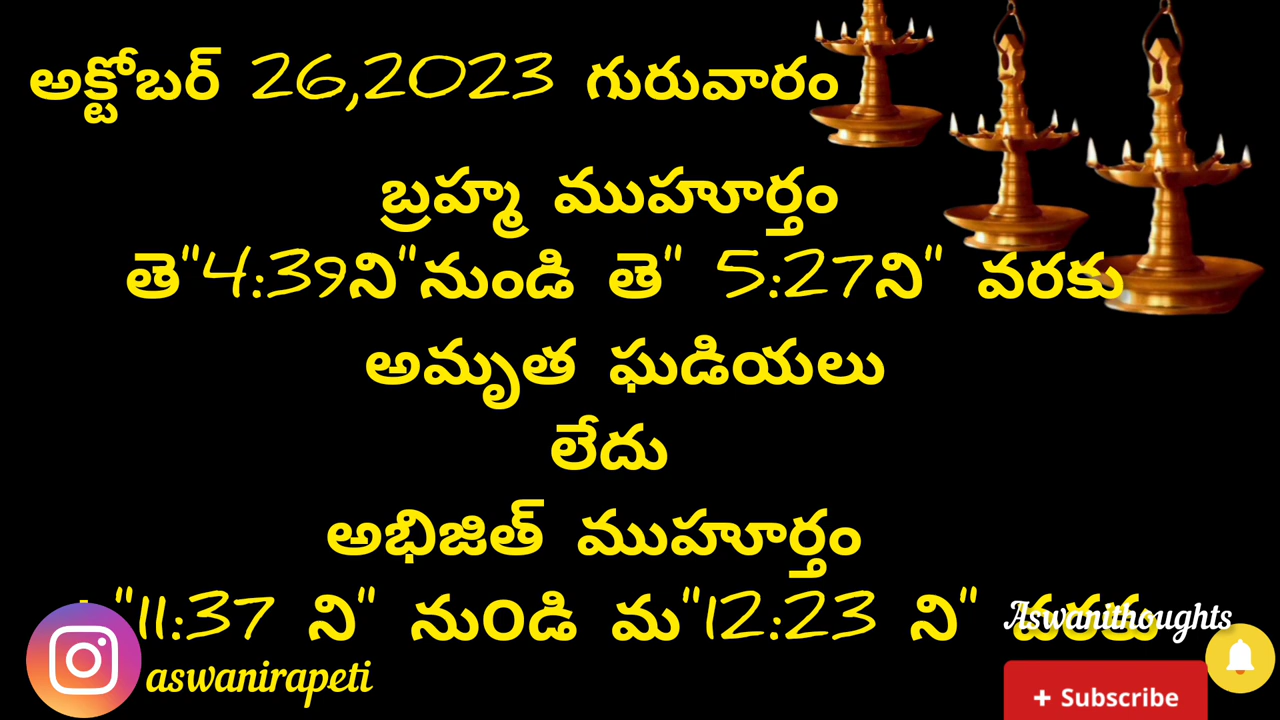 అక్టోబర్ 26,2023 గురువారం
బ్రహ్మ ముహూర్తం
తె"4:39ని"నుండి తె" 5:27ని" వరకు
అమృత ఘడియలు
లేదు
అభిజిత్ ముహూర్తం
"11:37 ని" నుండి మ"12:23 ని"
Aswanithoughts
aswanirapeti
+ Subscribe